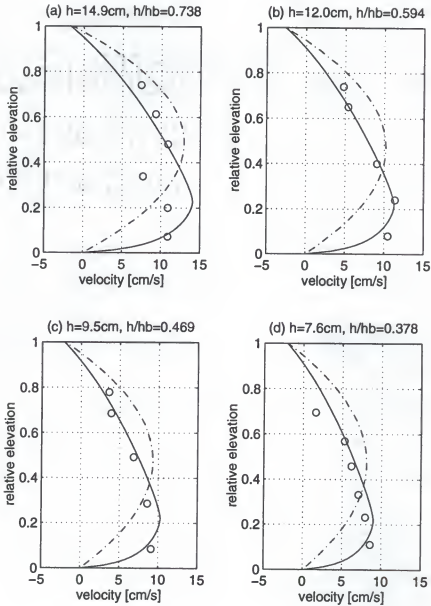 (a) h=14.9cm, h/hb=0.738
1
0.8
0.6
0.4
0.2
0
relative elevation
-5 0 5 10 15
velocity [cm/s]
(b) h=12.0cm, h/hb=0.594
1
0.8
0.6
0.4
0.2
0
relative elevation
-5 0 5 10 15
velocity [cm/s]
(c) h=9.5cm, h/hb=0.469
1
0.8
0.6
0.4
0.2
0
relative elevation
-5 0 5 10 15
velocity [cm/s]
(d) h=7.6cm, h/hb=0.378
1
0.8
0.6
0.4
0.2
0
relative elevation
-5 0 5 10 15
velocity [cm/s]